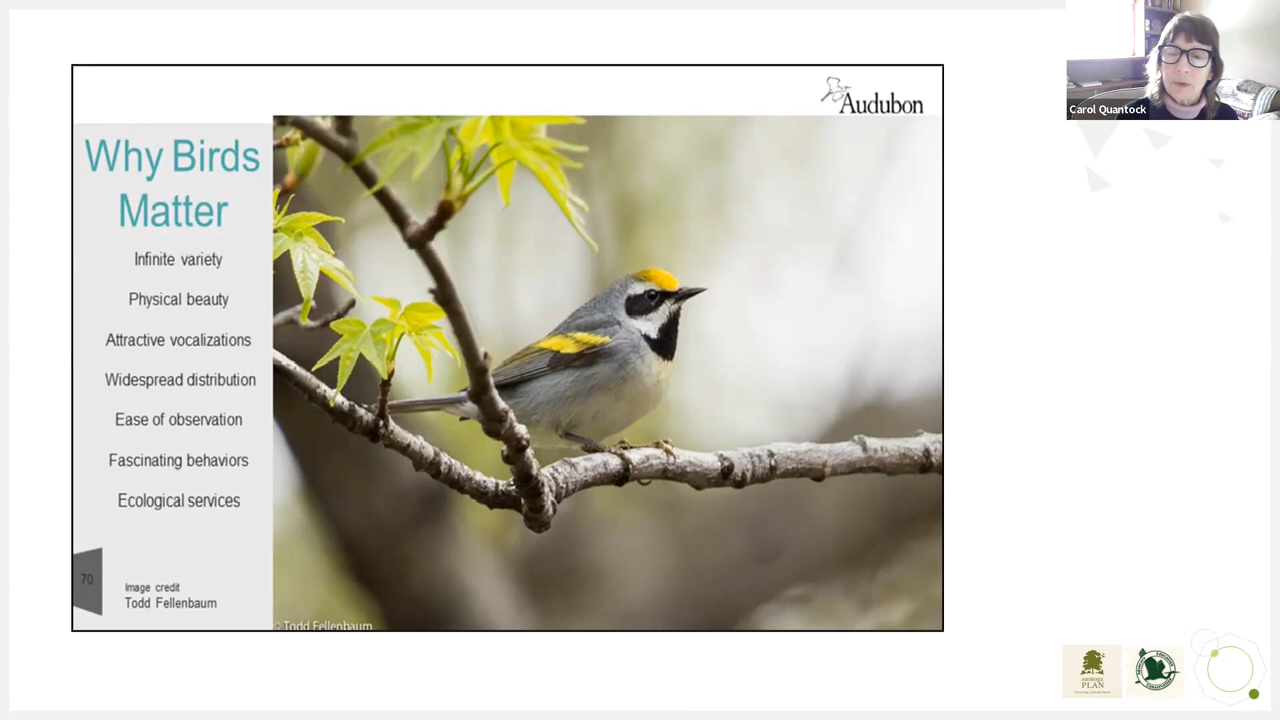 Audubon
Carol Quantock
Why Birds
Matter
Infinite variety
Physical beauty
Attractive vocalizations
Widespread distribution
Ease of observation
Fascinating behaviors
Ecological services
70
Image credit
Todd Fellenbaum
© Todd Fellenbaum
saratoga
PLAN